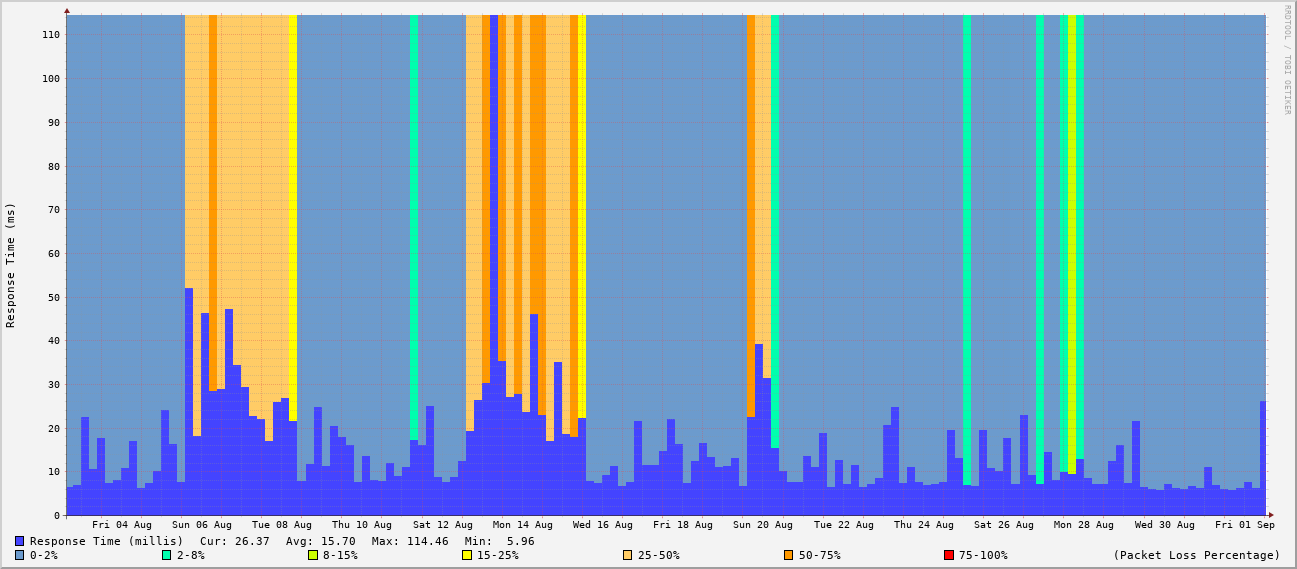 RRDTOOL / TOBI OETIKER
Response Time (ms)
110
100
90
80
70
60
50
40
30
20
10
0
Fri 04 Aug Sun 06 Aug Tue 08 Aug Thu 10 Aug Sat 12 Aug Mon 14 Aug Wed 16 Aug Fri 18 Aug Sun 20 Aug Tue 22 Aug Thu 24 Aug Sat 26 Aug Mon 28 Aug Wed 30 Aug Fri 01 Sep
Response Time (millis) Cur: 26.37 Avg: 15.70 Max: 114.46 Min: 5.96
0-2% 2-8% 8-15% 15-25% 25-50% 50-75% 75-100% (Packet Loss Percentage)